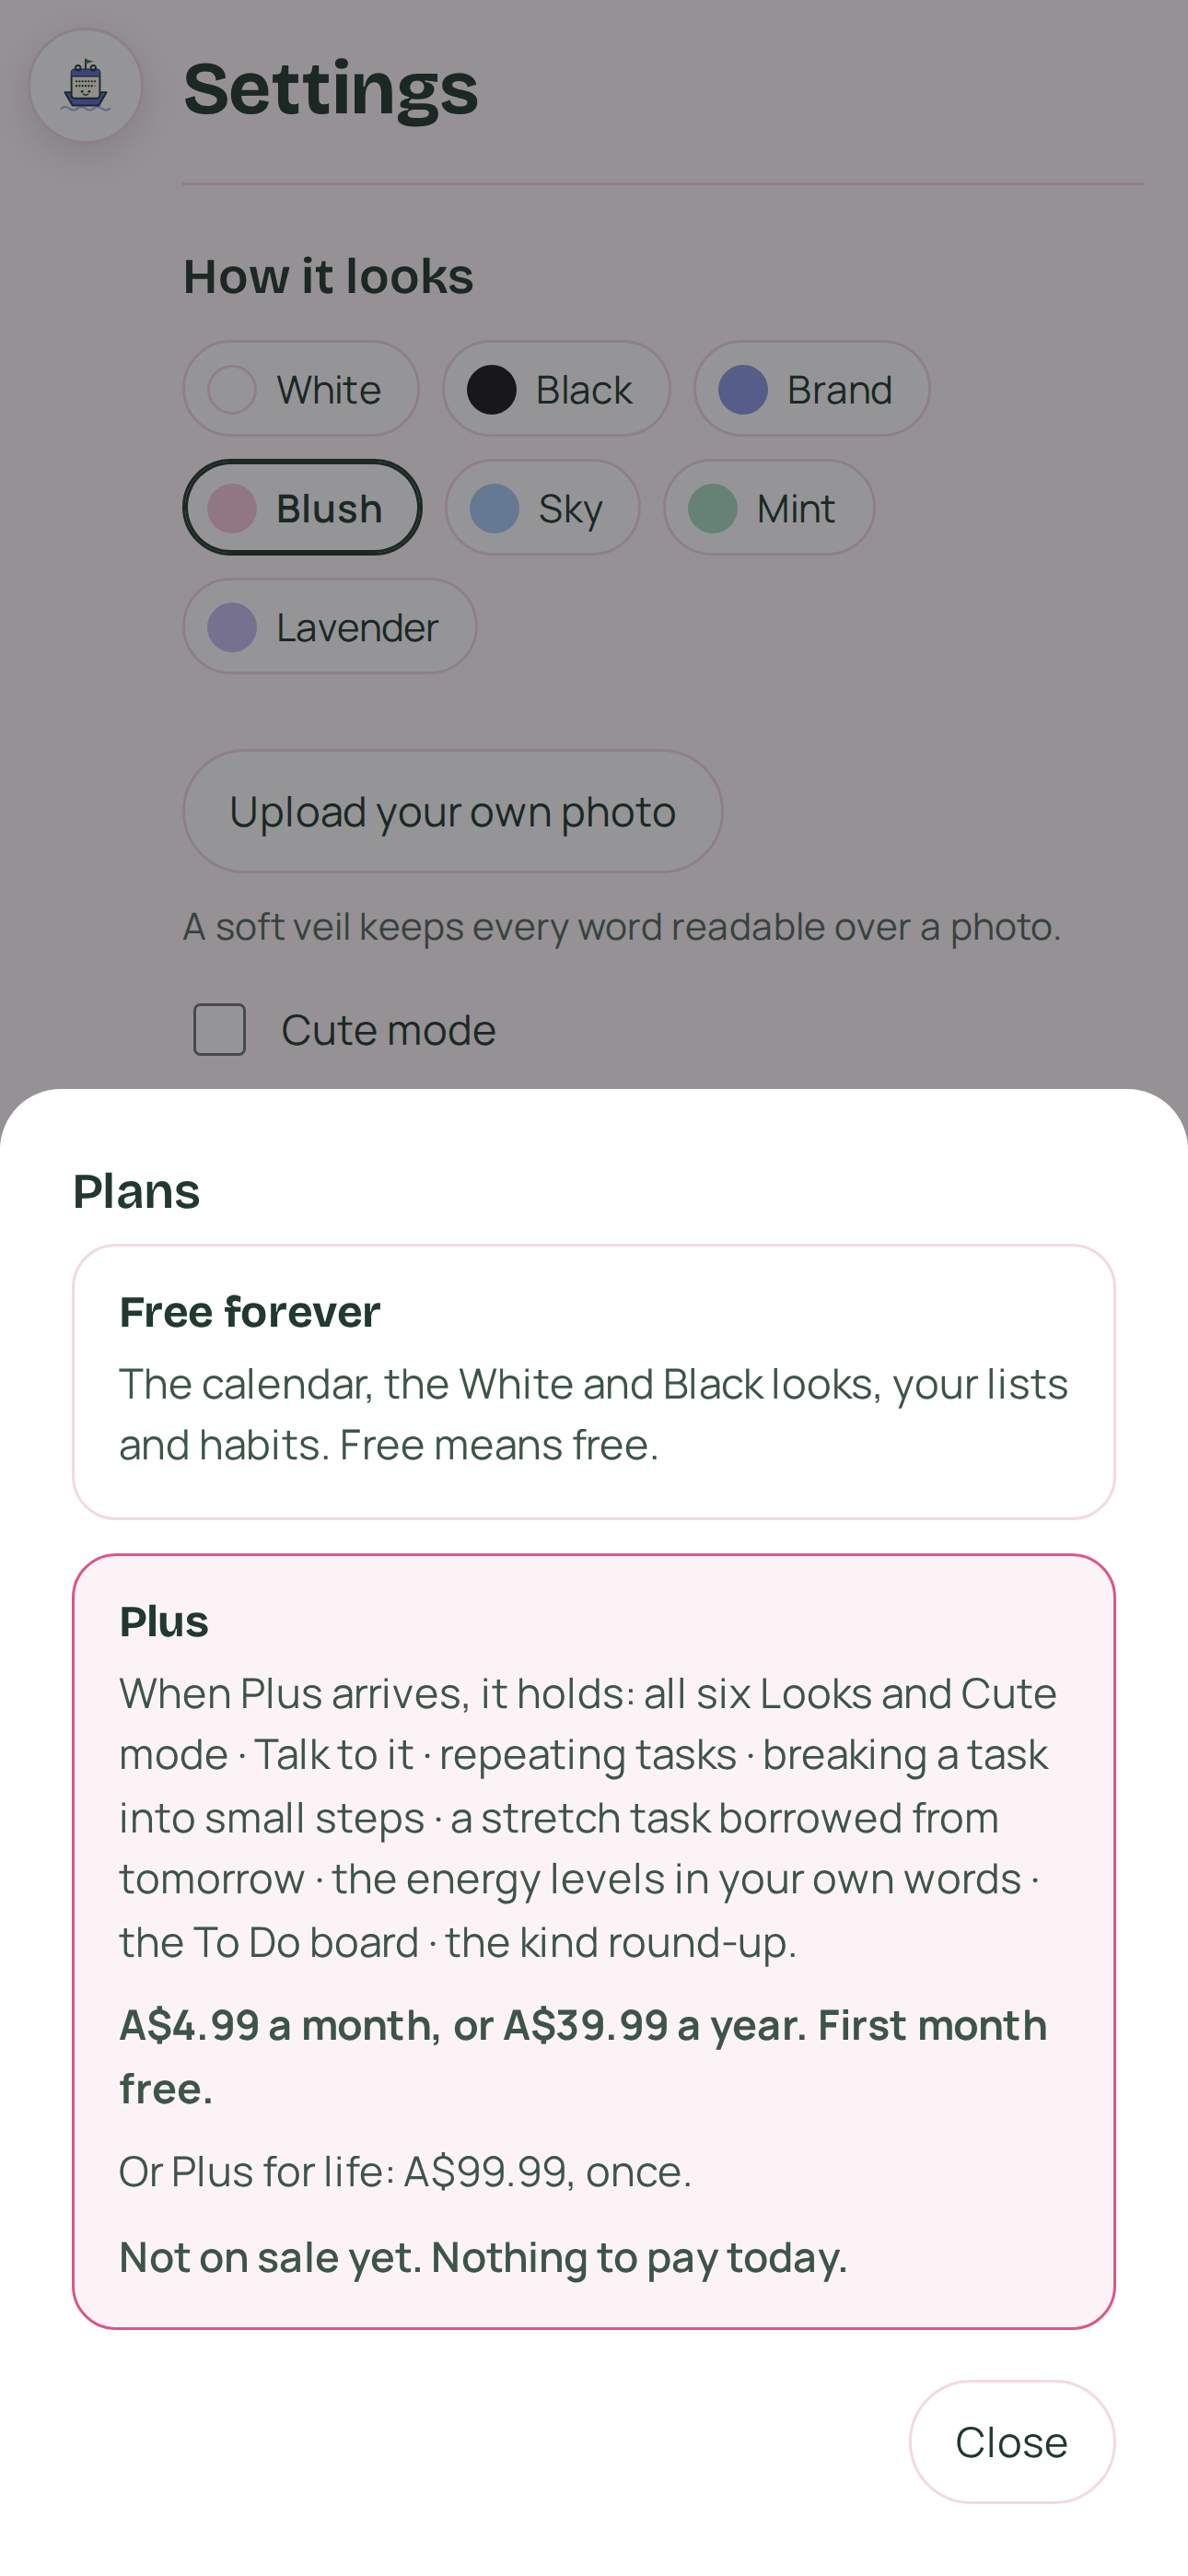 Settings
How it looks
White
Black
Brand
Blush
Sky
Mint
Lavender
Upload your own photo
A soft veil keeps every word readable over a photo.
Cute mode
Plans
Free forever
The calendar, the White and Black looks, your lists
and habits. Free means free.
Plus
When Plus arrives, it holds: all six Looks and Cute
mode · Talk to it · repeating tasks · breaking a task
into small steps · a stretch task borrowed from
tomorrow · the energy levels in your own words ·
the To Do board · the kind round-up.
A$4.99 a month, or A$39.99 a year. First month
free.
Or Plus for life: A$99.99, once.
Not on sale yet. Nothing to pay today.
Close